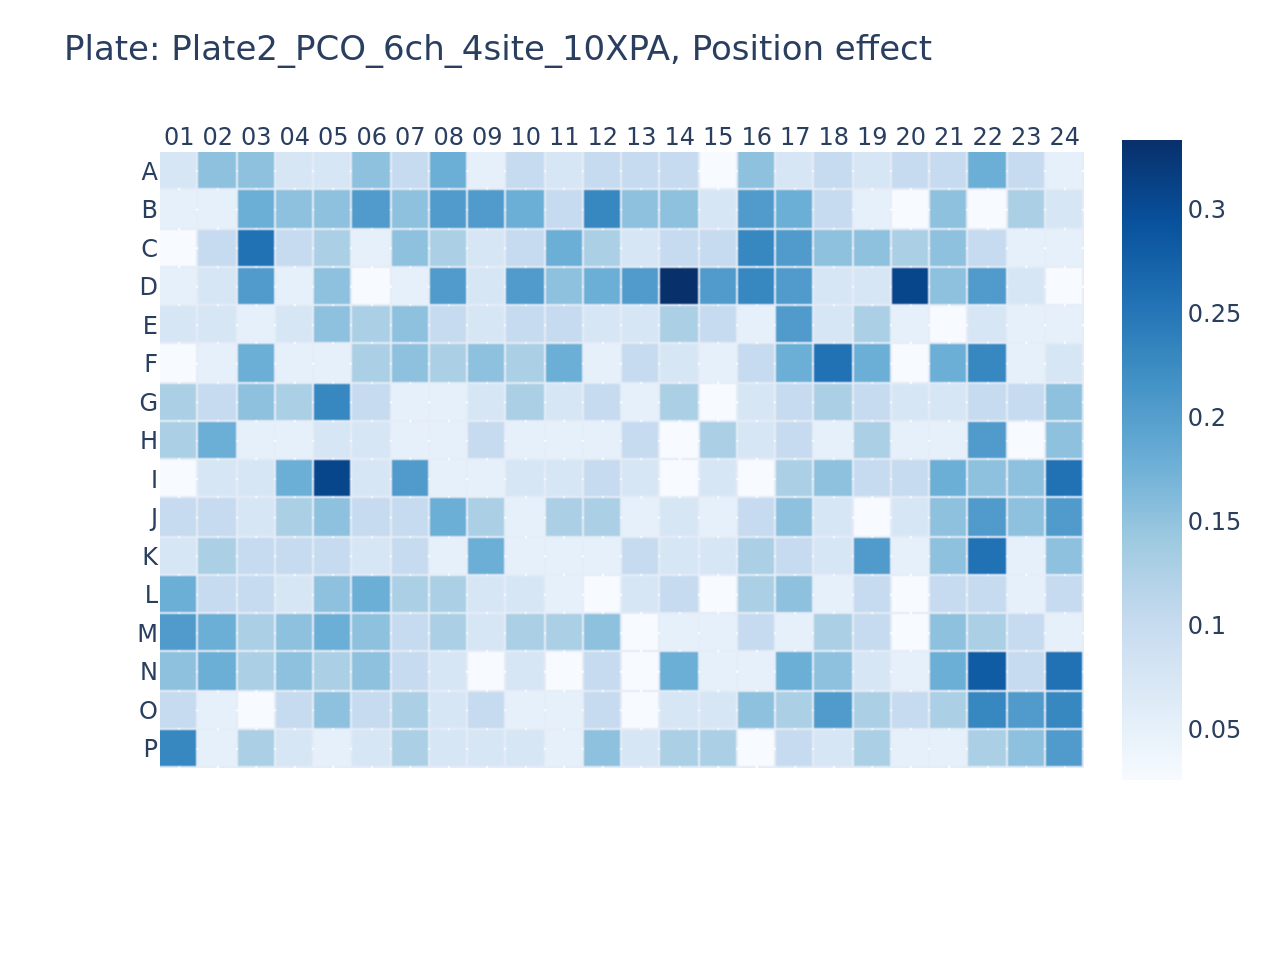 Plate: Plate2_PCO_6ch_4site_10XPA, Position effect
01 02 03 04 05 06 07 08 09 10 11 12 13 14 15 16 17 18 19 20 21 22 23 24
A
B
C
D
E
F
G
H
I
J
K
L
M
N
O
P
0.3
0.25
0.2
0.15
0.1
0.05